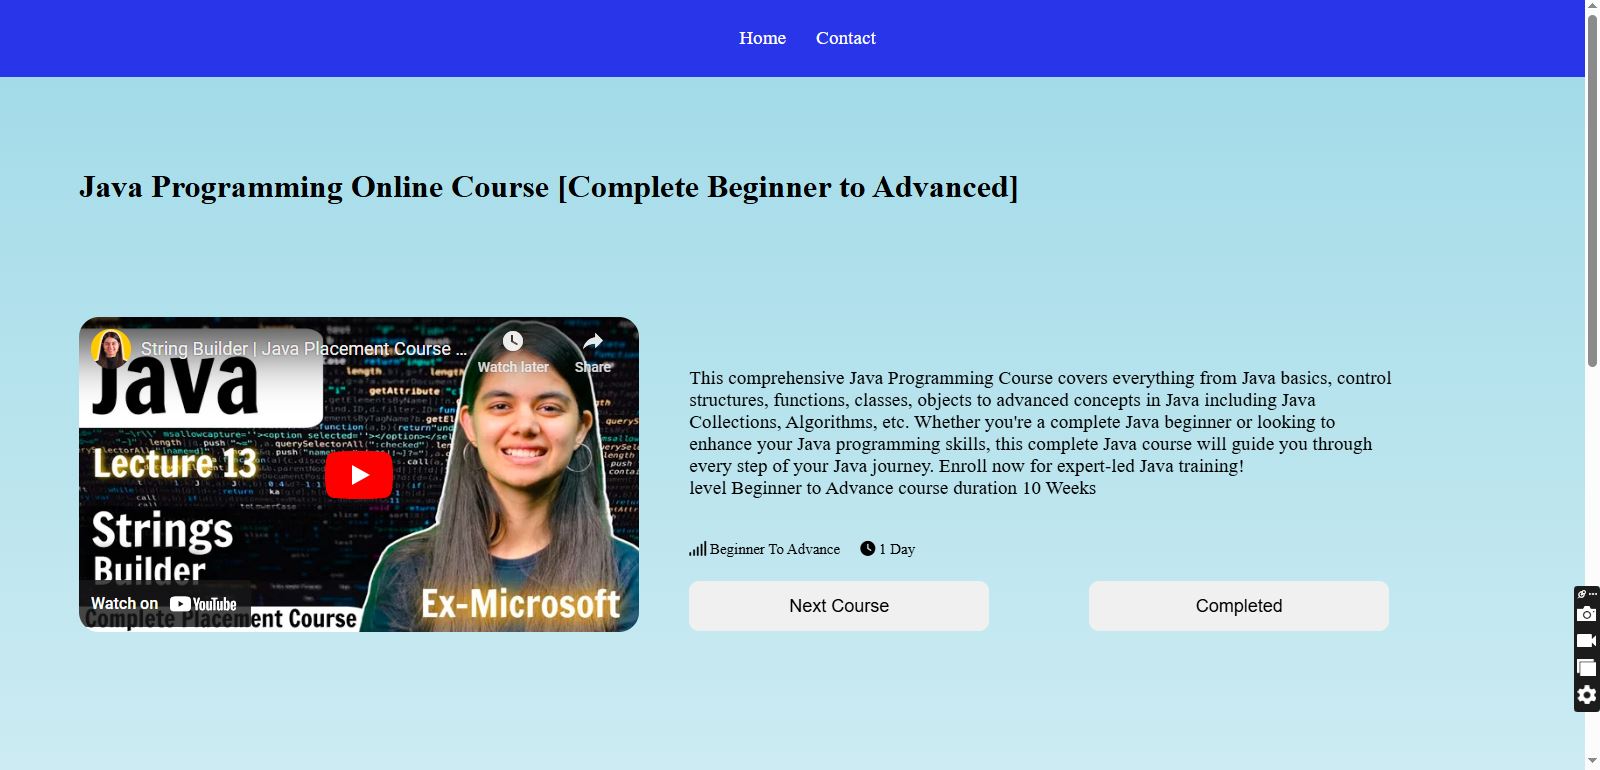 Home Contact
Java Programming Online Course [Complete Beginner to Advanced]
String Builder | Java Placement Course ...
Watch later Share
Java
Lecture 13
Strings
Builder
Ex-Microsoft
Watch on YouTube
Complete Placement Course
This comprehensive Java Programming Course covers everything from Java basics, control
structures, functions, classes, objects to advanced concepts in Java including Java
Collections, Algorithms, etc. Whether you're a complete Java beginner or looking to
enhance your Java programming skills, this complete Java course will guide you through
every step of your Java journey. Enroll now for expert-led Java training!
level Beginner to Advance course duration 10 Weeks
Beginner To Advance 1 Day
Next Course Completed